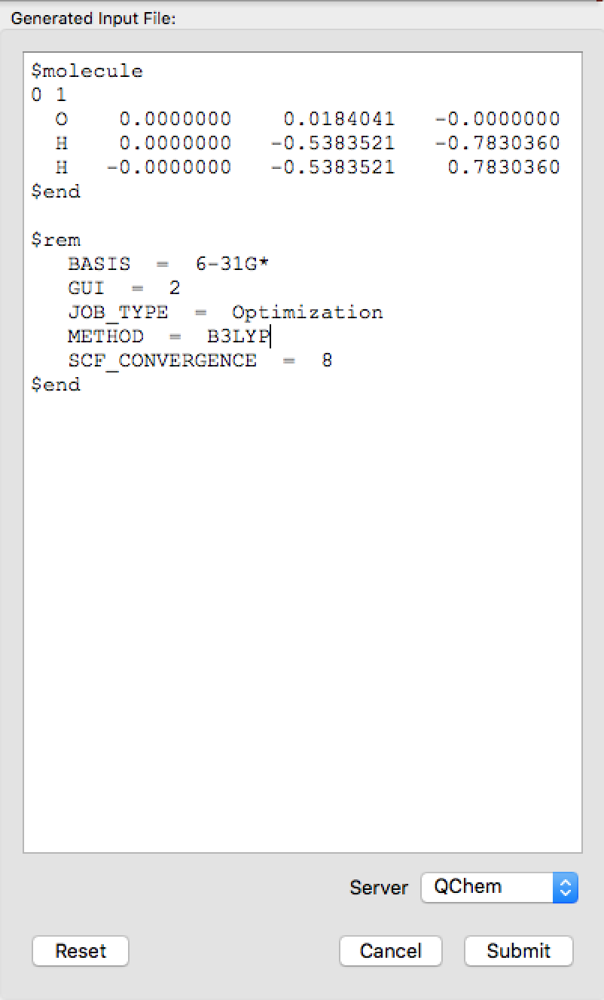 Generated Input File:
$molecule
0 1
O 0.0000000 0.0184041 -0.0000000
H 0.0000000 -0.5383521 -0.7830360
H -0.0000000 -0.5383521 0.7830360
$end
$rem
BASIS = 6-31G*
GUI = 2
JOB_TYPE = Optimization
METHOD = B3LYP
SCF_CONVERGENCE = 8
$end
Server QChem
Reset Cancel Submit